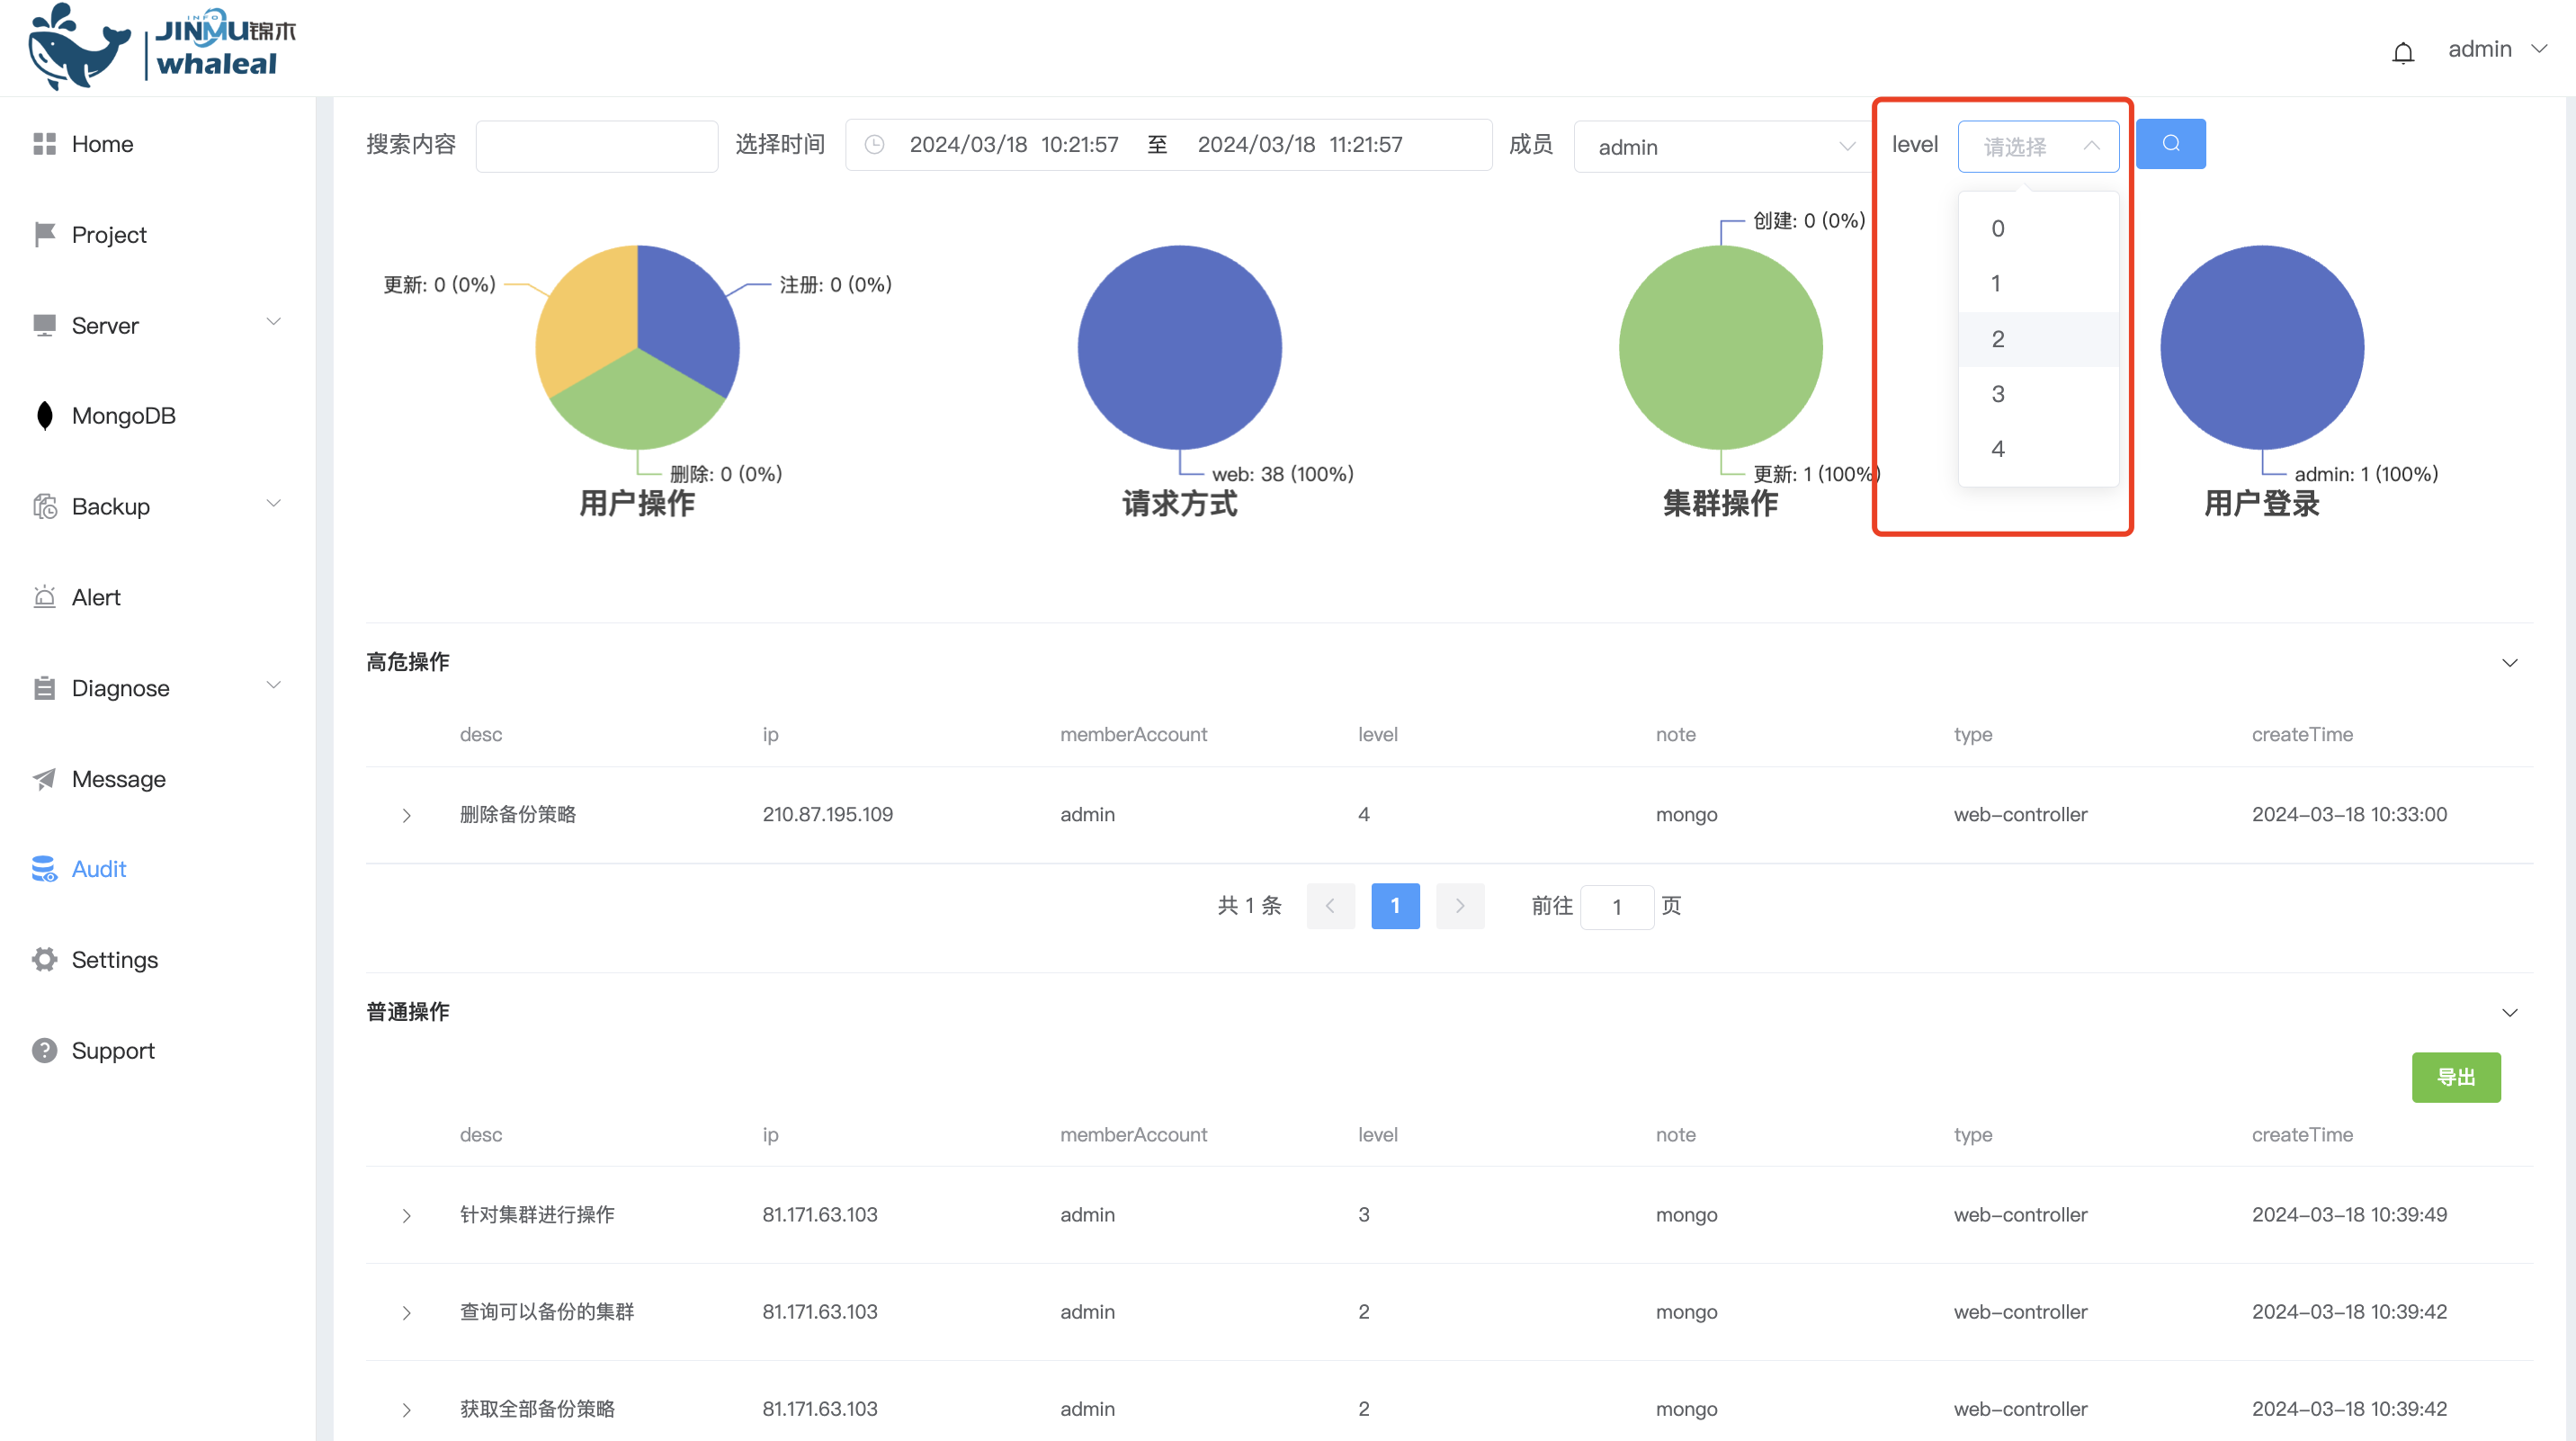 INFO
JINMU锦木
whaleal
admin
Home
Project
Server
MongoDB
Backup
Alert
Diagnose
Message
Audit
Settings
Support
搜索内容 选择时间 2024/03/18 10:21:57 至 2024/03/18 11:21:57 成员 admin level 请选择
0
1
2
3
4
更新: 0 (0%)
注册: 0 (0%)
删除: 0 (0%)
用户操作
web: 38 (100%)
请求方式
创建: 0 (0%)
更新: 1 (100%)
集群操作
admin: 1 (100%)
用户登录
高危操作
desc ip memberAccount level note type createTime
删除备份策略 210.87.195.109 admin 4 mongo web-controller 2024-03-18 10:33:00
共 1 条 1 前往 1 页
普通操作
导出
desc ip memberAccount level note type createTime
针对集群进行操作 81.171.63.103 admin 3 mongo web-controller 2024-03-18 10:39:49
查询可以备份的集群 81.171.63.103 admin 2 mongo web-controller 2024-03-18 10:39:42
获取全部备份策略 81.171.63.103 admin 2 mongo web-controller 2024-03-18 10:39:42